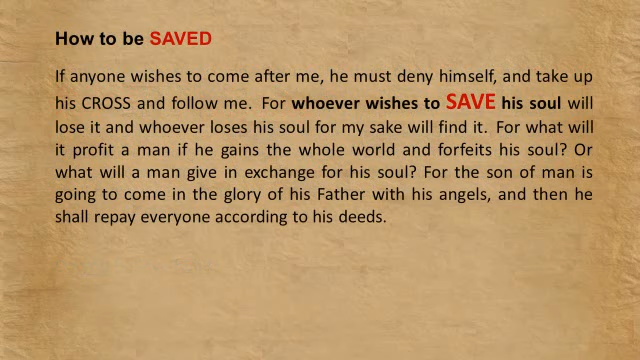 How to be SAVED
If anyone wishes to come after me, he must deny himself, and take up
his CROSS and follow me. For whoever wishes to SAVE his soul will
lose it and whoever loses his soul for my sake will find it. For what will
it profit a man if he gains the whole world and forfeits his soul? Or
what will a man give in exchange for his soul? For the son of man is
going to come in the glory of his Father with his angels, and then he
shall repay everyone according to his deeds.